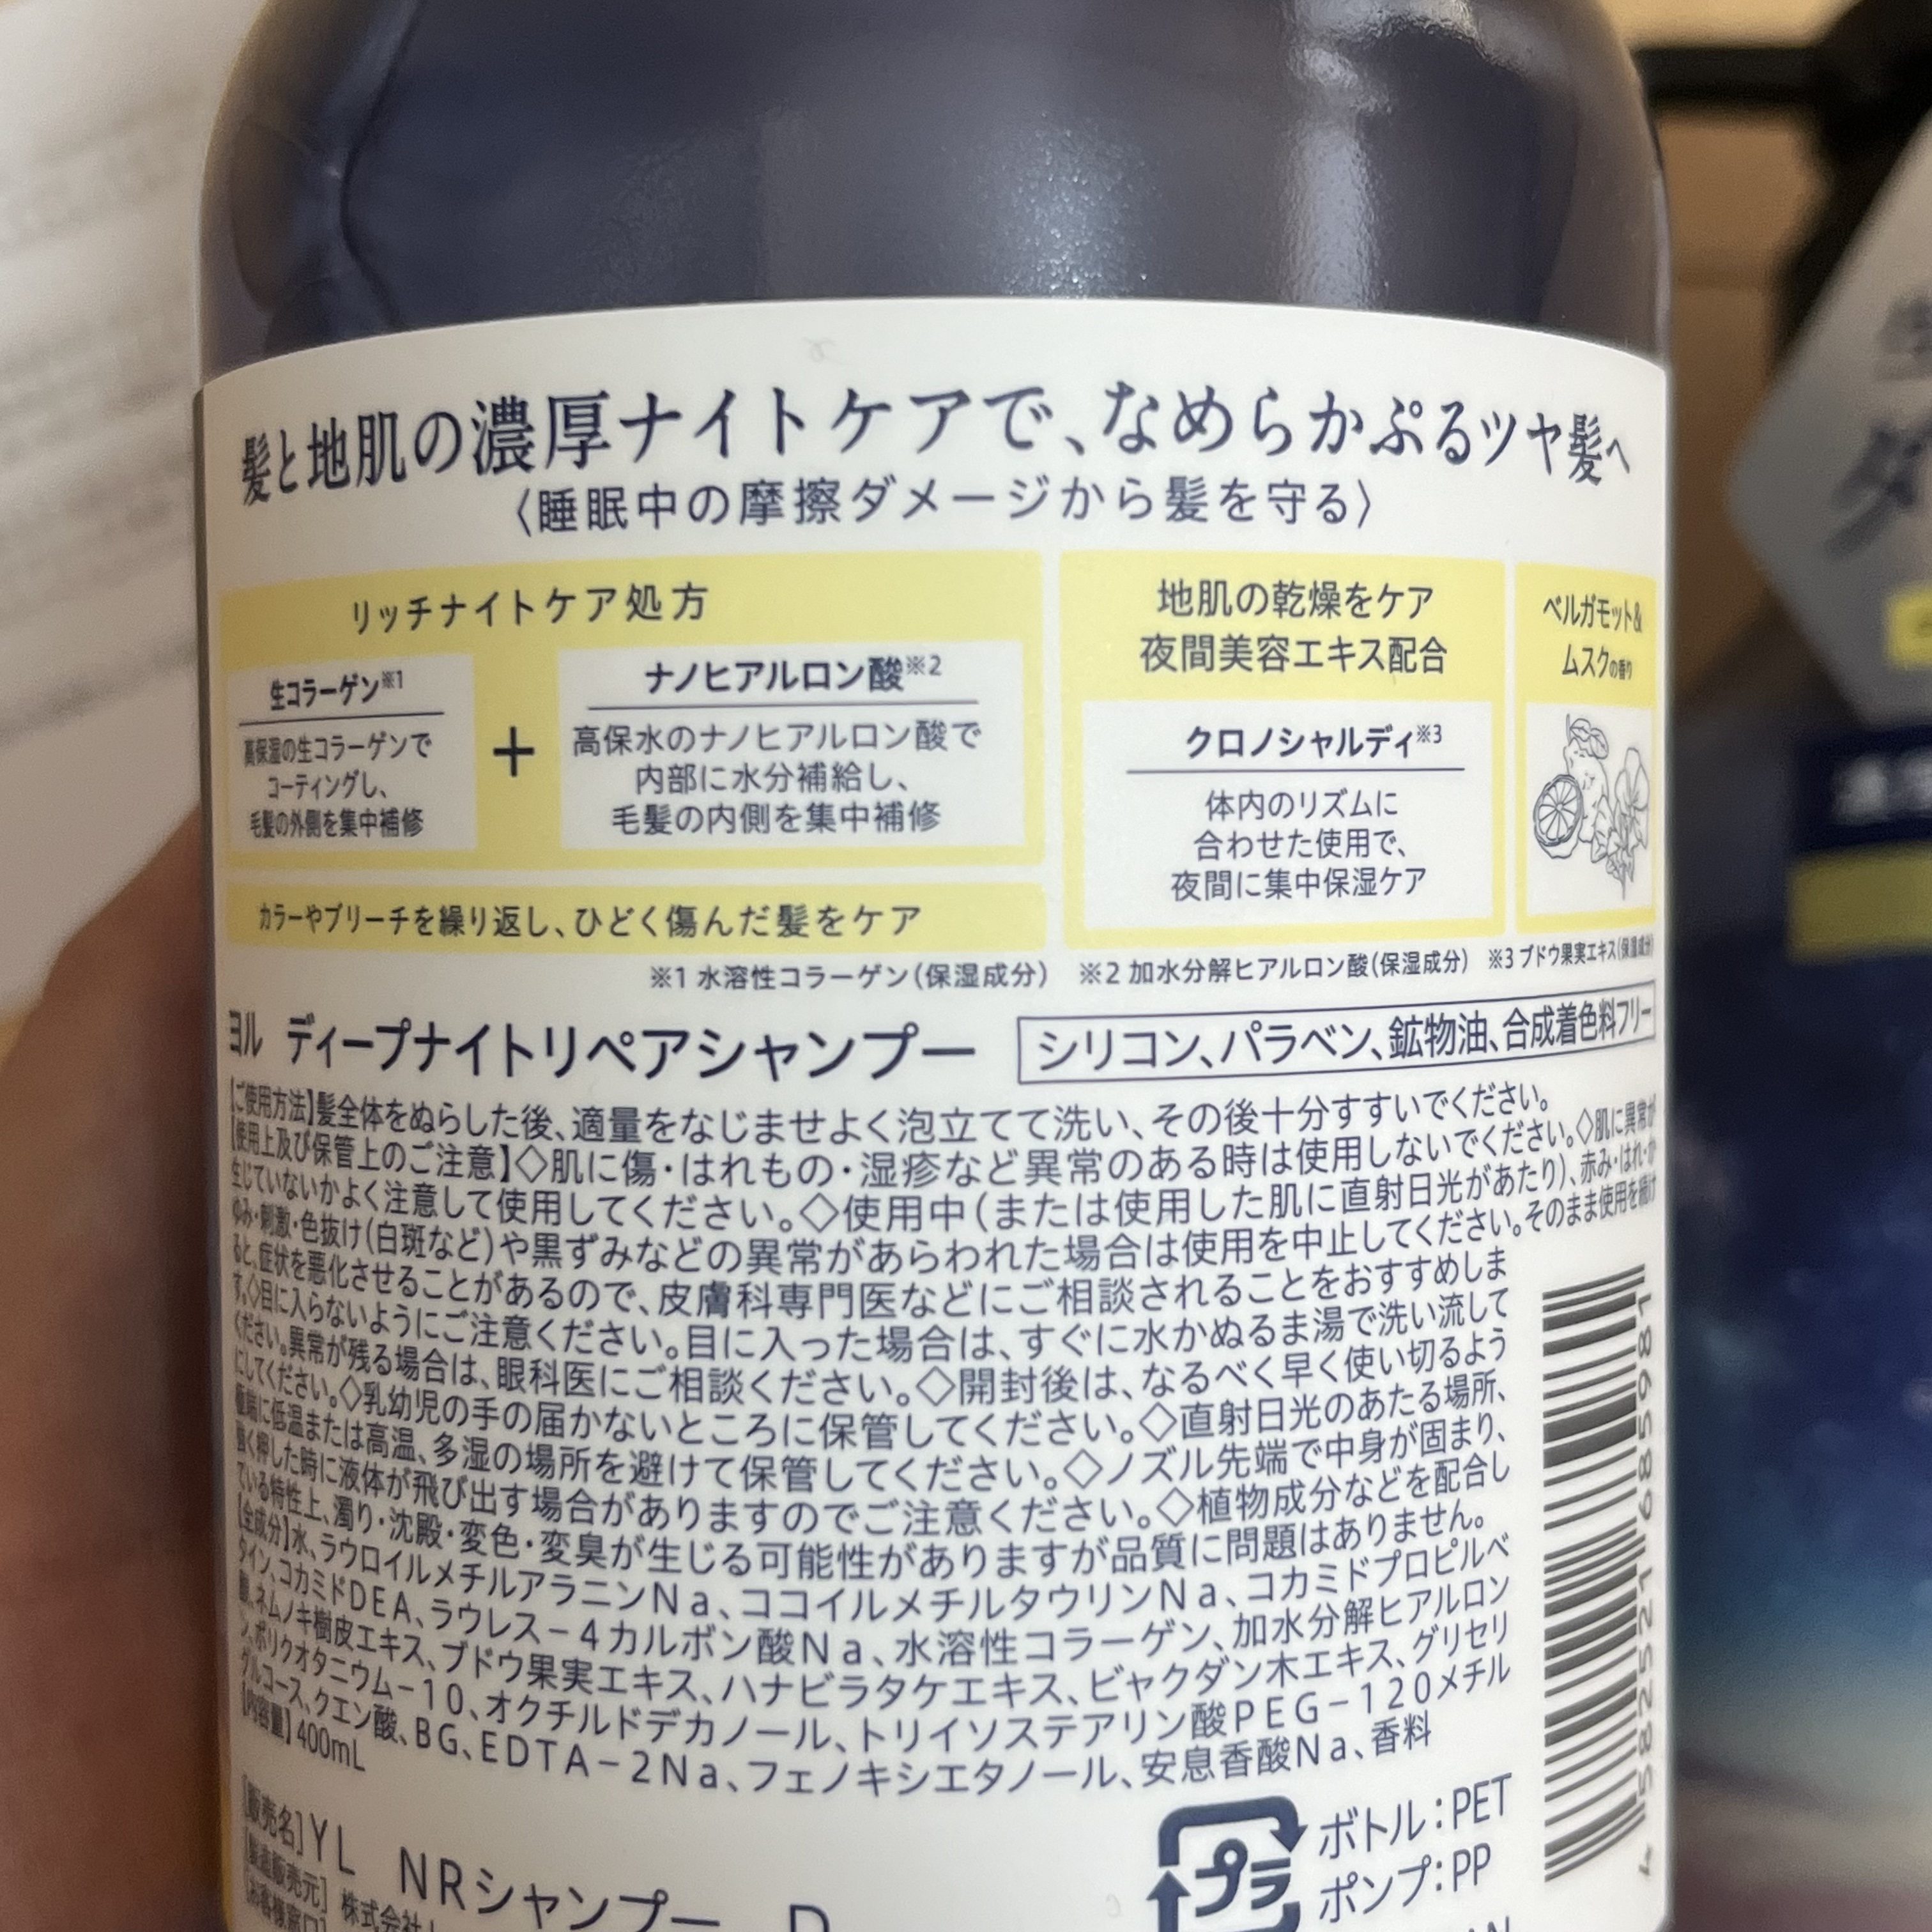 髪と地肌の濃厚ナイトケアで、なめらかぷるツヤ髪へ
〈睡眠中の摩擦ダメージから髪を守る〉
リッチナイトケア処方
生コラーゲン※1
高保湿の生コラーゲンで
コーティングし、
毛髪の外側を集中補修
+
ナノヒアルロン酸※2
高保水のナノヒアルロン酸で
内部に水分補給し、
毛髪の内側を集中補修
カラーやブリーチを繰り返し、ひどく傷んだ髪をケア
地肌の乾燥をケア
夜間美容エキス配合
クロノシャルディ※3
体内のリズムに
合わせた使用で、
夜間に集中保湿ケア
ベルガモット&
ムスクの香り
※1 水溶性コラーゲン(保湿成分) ※2 加水分解ヒアルロン酸(保湿成分) ※3 ブドウ果実エキス(保湿成分)
ヨル ディープナイトリペアシャンプー
シリコン、パラベン、鉱物油、合成着色料フリー
【ご使用方法】髪全体をぬらした後、適量をなじませよく泡立てて洗い、その後十分すすいでください。
【使用上及び保管上のご注意】◇肌に傷・はれもの・湿疹など異常のある時は使用しないでください。◇肌に異常が
生じていないかよく注意して使用してください。◇使用中(または使用した肌に直射日光があたり)、赤み・はれ・か
ゆみ・刺激・色抜け(白斑など)や黒ずみなどの異常があらわれた場合は使用を中止してください。そのまま使用を続け
ると、症状を悪化させることがあるので、皮膚科専門医などにご相談されることをおすすめしま
す。◇目に入らないようにご注意ください。目に入った場合は、すぐに水かぬるま湯で洗い流して
ください。異常が残る場合は、眼科医にご相談ください。◇開封後は、なるべく早く使い切るよう
にしてください。◇乳幼児の手の届かないところに保管してください。◇直射日光のあたる場所、
極端に低温または高温、多湿の場所を避けて保管してください。◇ノズル先端で中身が固まり、
強く押した時に液体が飛び出す場合がありますのでご注意ください。◇植物成分などを配合し
ている特性上、濁り・沈殿・変色・変臭が生じる可能性がありますが品質に問題はありません。
【全成分】水、ラウロイルメチルアラニンNa、ココイルメチルタウリンNa、コカミドプロピルベ
タイン、コカミドDEA、ラウレス−4カルボン酸Na、水溶性コラーゲン、加水分解ヒアルロン
酸、ネムノキ樹皮エキス、ブドウ果実エキス、ハナビラタケエキス、ビャクダン木エキス、グリセリ
ン、ポリクオタニウム−10、オクチルドデカノール、トリイソステアリン酸PEG−120メチル
グルコース、クエン酸、BG、EDTA−2Na、フェノキシエタノール、安息香酸Na、香料
【内容量】400mL
[販売名]YL NRシャンプー D
[製造販売元] 株式会社
[お客様窓口]
プラ
ボトル:PET
ポンプ:PP